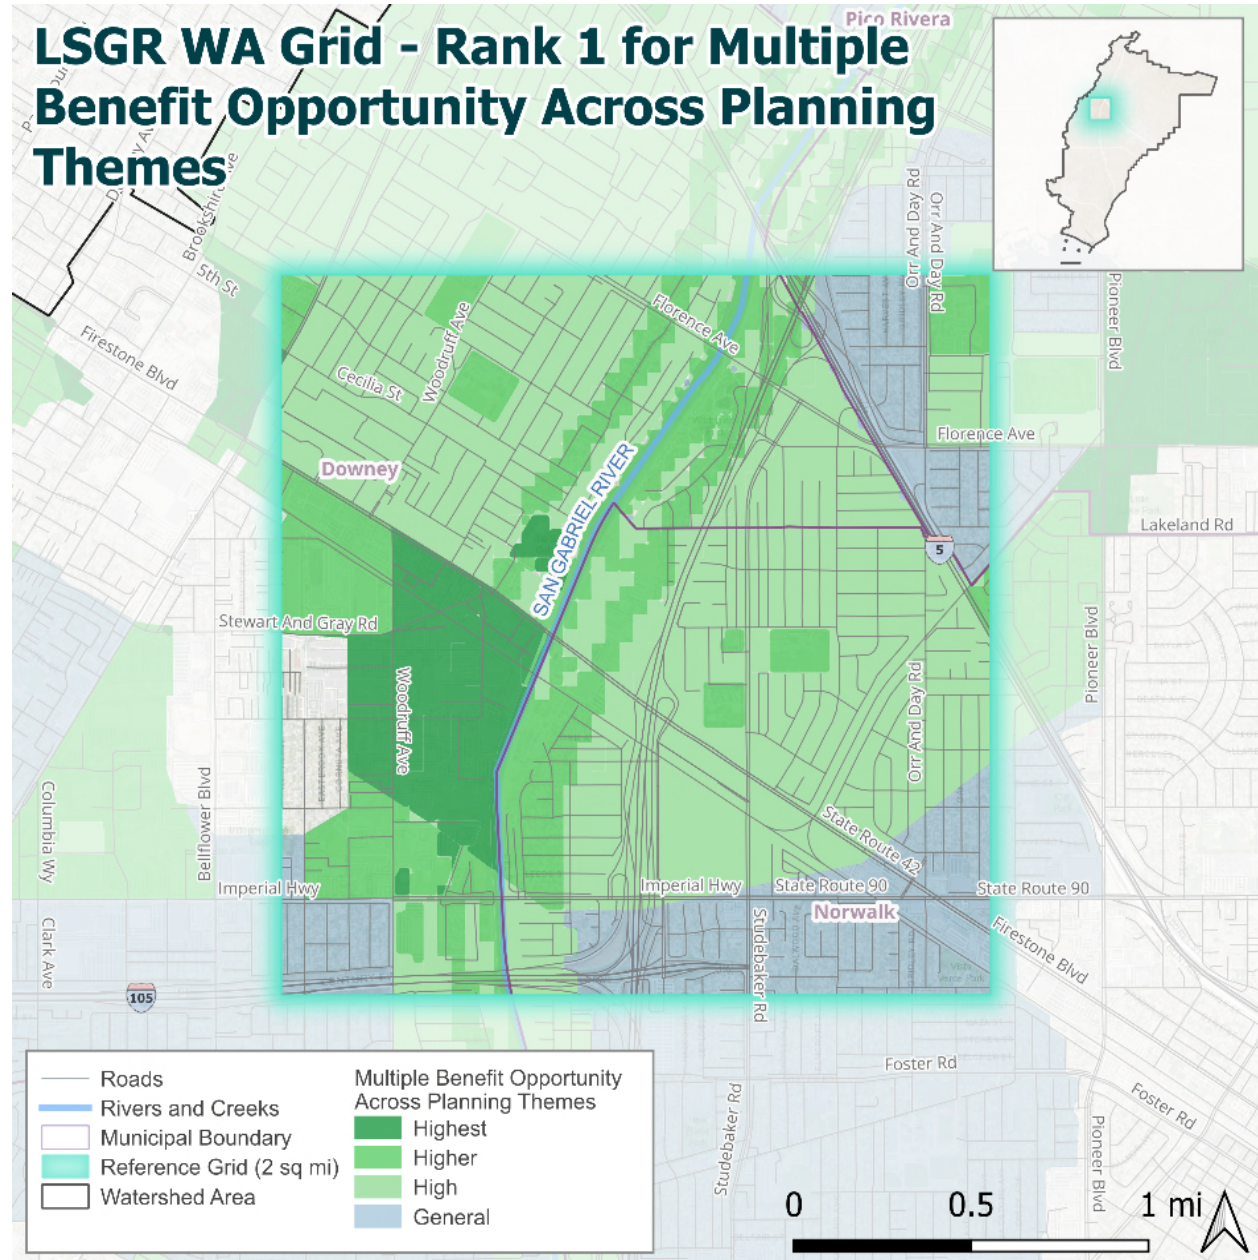 LSGR WA Grid - Rank 1 for Multiple
Benefit Opportunity Across Planning
Themes
Pico Rivera
Brookshire Ave
5th St
Firestone Blvd
Orr And Day Rd
Orr And Day Rd
Pioneer Blvd
Florence Ave
Woodruff Ave
Cecilia St
Florence Ave
Downey
SAN GABRIEL RIVER
Lakeland Rd
5
Stewart And Gray Rd
Woodruff Ave
Orr And Day Rd
Pioneer Blvd
Columbia Wy
Bellflower Blvd
State Route 42
Imperial Hwy
Imperial Hwy
State Route 90
State Route 90
Norwalk
Clark Ave
Studebaker Rd
Firestone Blvd
105
Foster Rd
Foster Rd
Studebaker Rd
Pioneer Blvd
Roads
Rivers and Creeks
Municipal Boundary
Reference Grid (2 sq mi)
Watershed Area
Multiple Benefit Opportunity
Across Planning Themes
Highest
Higher
High
General
0 0.5 1 mi